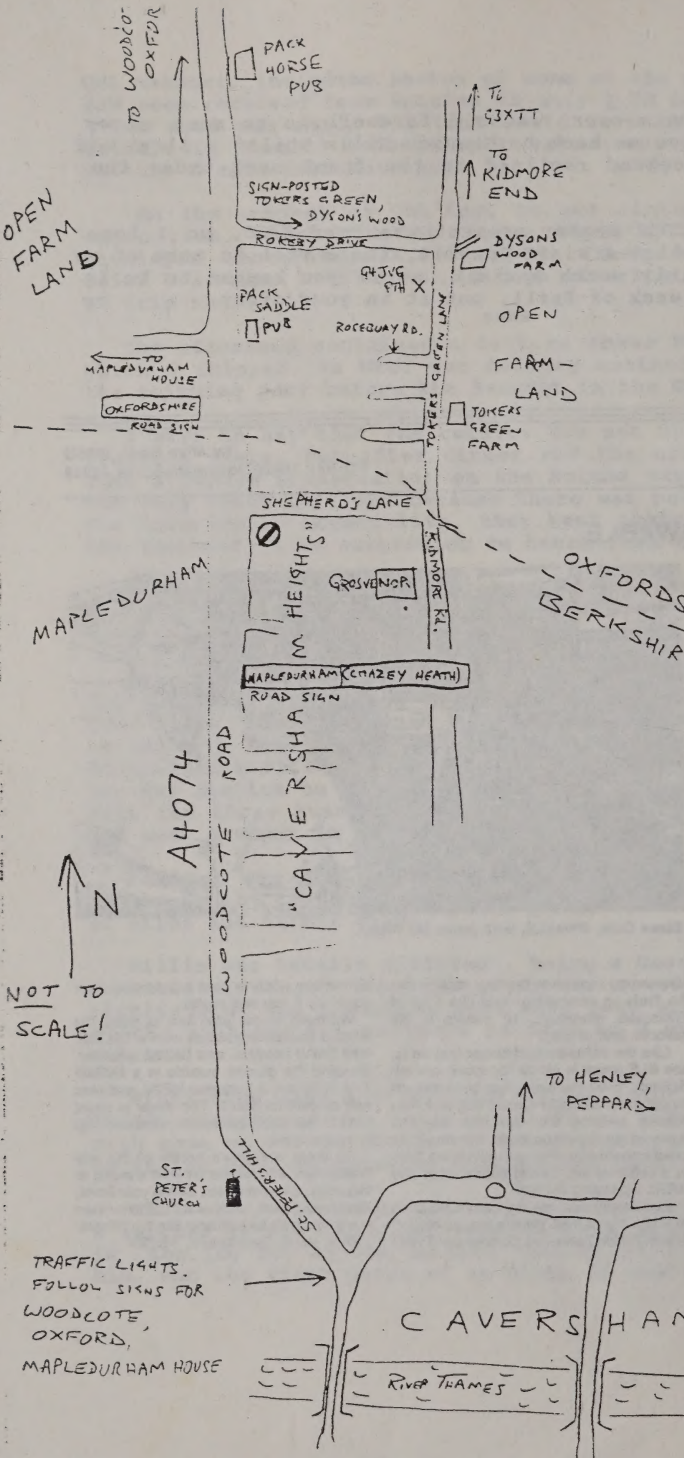 TO WOODCO-
OXFOR
PACK
HORSE
PUB
TO
G3XTT
TO
KIDMORE
END
SIGN-POSTED
TOKERS GREEN,
DYSON'S WOOD
ROKEBY DRIVE
DYSONS
WOOD
FARM
OPEN
FARM
LAND
G4JVG
QTH X
PACK
SADDLE
PUB
ROSEQUAY RD.
TOKERS GREEN LANE
OPEN
FARM-
LAND
TO
MAPLEDURHAM
HOUSE
OXFORDSHIRE
ROAD SIGN
TOKERS
GREEN
FARM
SHEPHERD'S LANE
MAPLEDURHAM
GROSVENOR.
KIDMORE Rd.
OXFORDS
BERKSHIR
MAPLEDURHAM (CHAZEY HEATH)
ROAD SIGN
"CAVERSHAM HEIGHTS"
A4074
WOODCOTE ROAD
N
NOT TO
SCALE!
TO HENLEY,
PEPPARD
ST.
PETER'S
CHURCH
ST. PETER'S HILL
TRAFFIC LIGHTS.
FOLLOW SIGNS FOR
WOODCOTE,
OXFORD,
MAPLEDURHAM HOUSE
CAVERSHAM
RIVER THAMES